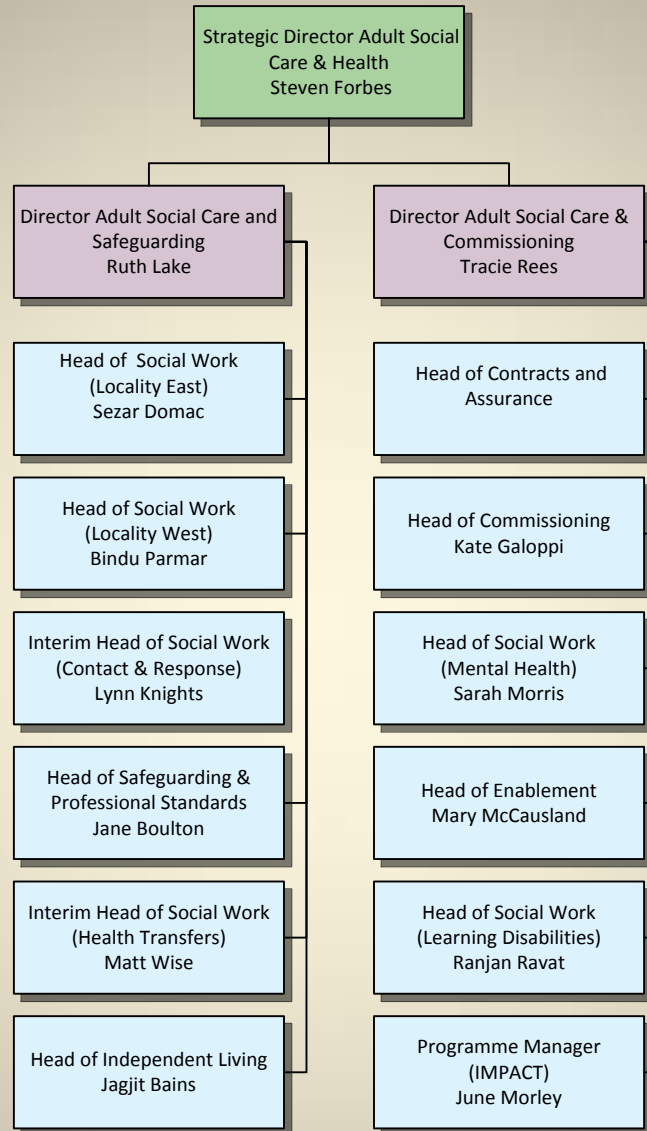 Strategic Director Adult Social
Care & Health
Steven Forbes
Director Adult Social Care and
Safeguarding
Ruth Lake
Director Adult Social Care &
Commissioning
Tracie Rees
Head of Social Work
(Locality East)
Sezar Domac
Head of Contracts and
Assurance
Head of Social Work
(Locality West)
Bindu Parmar
Head of Commissioning
Kate Galoppi
Interim Head of Social Work
(Contact & Response)
Lynn Knights
Head of Social Work
(Mental Health)
Sarah Morris
Head of Safeguarding &
Professional Standards
Jane Boulton
Head of Enablement
Mary McCausland
Interim Head of Social Work
(Health Transfers)
Matt Wise
Head of Social Work
(Learning Disabilities)
Ranjan Ravat
Head of Independent Living
Jagjit Bains
Programme Manager
(IMPACT)
June Morley